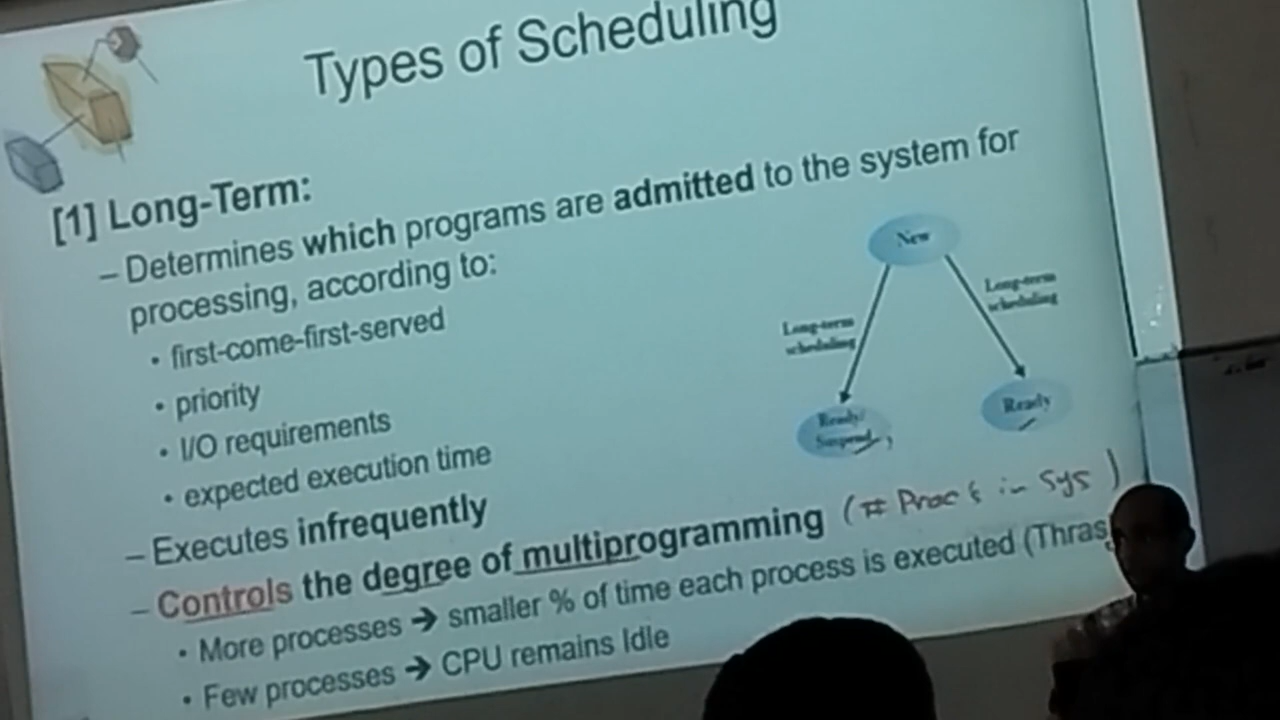 Types of Scheduling
[1] Long-Term:
– Determines which programs are admitted to the system for
processing, according to:
• first-come-first-served
• priority
• I/O requirements
• expected execution time
– Executes infrequently
– Controls the degree of multiprogramming (# Proc's in Sys)
• More processes ➔ smaller % of time each process is executed (Thras
• Few processes ➔ CPU remains Idle
New
Long-term
scheduling
Long-term
scheduling
Ready/
Suspend
Ready